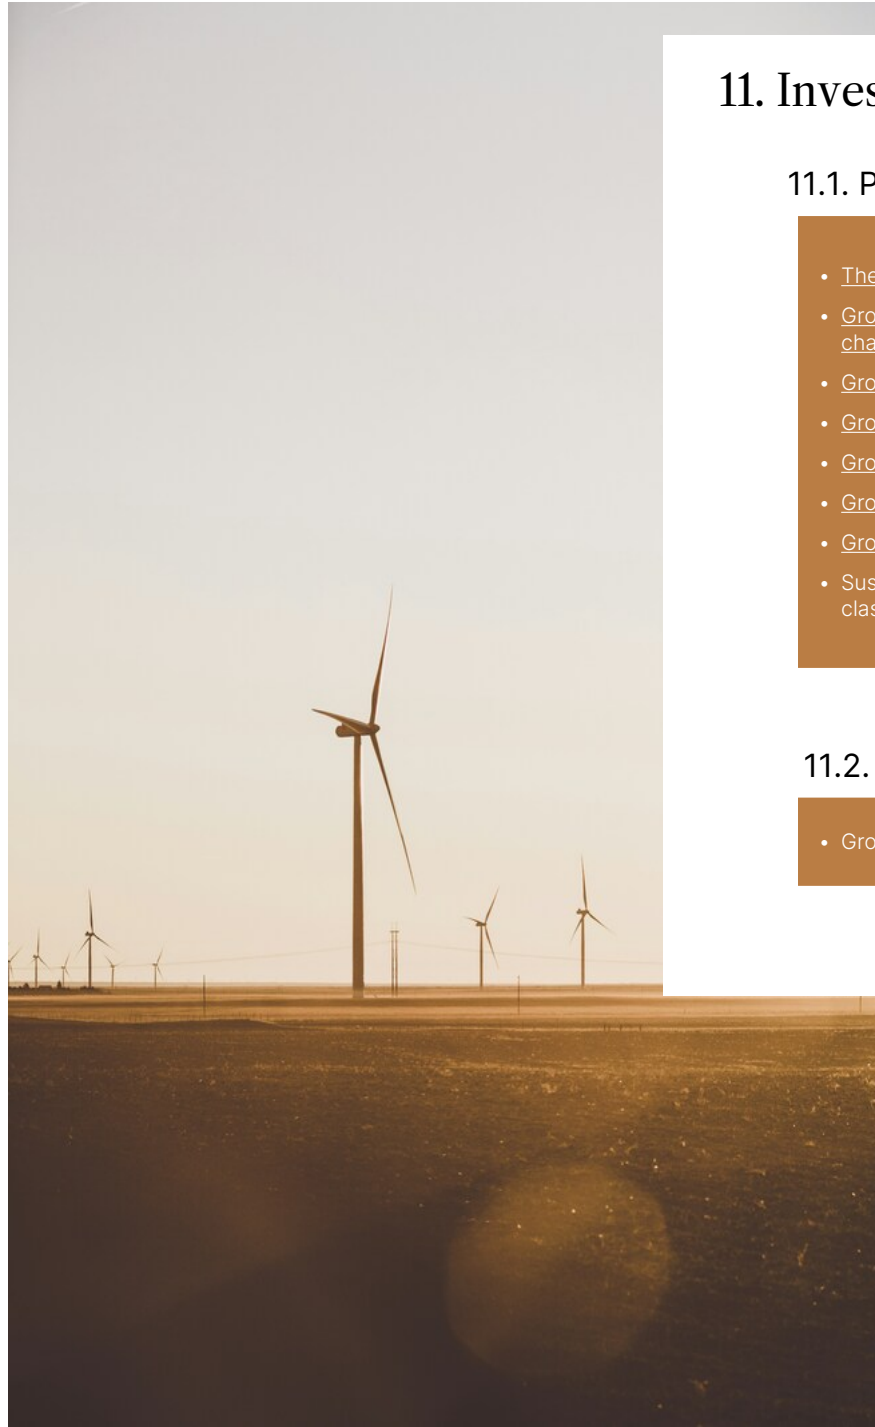 11. Inves
11.1. P
• The
• Gro
cha
• Gro
• Gro
• Gro
• Gro
• Gro
• Sus
clas
11.2.
• Gro